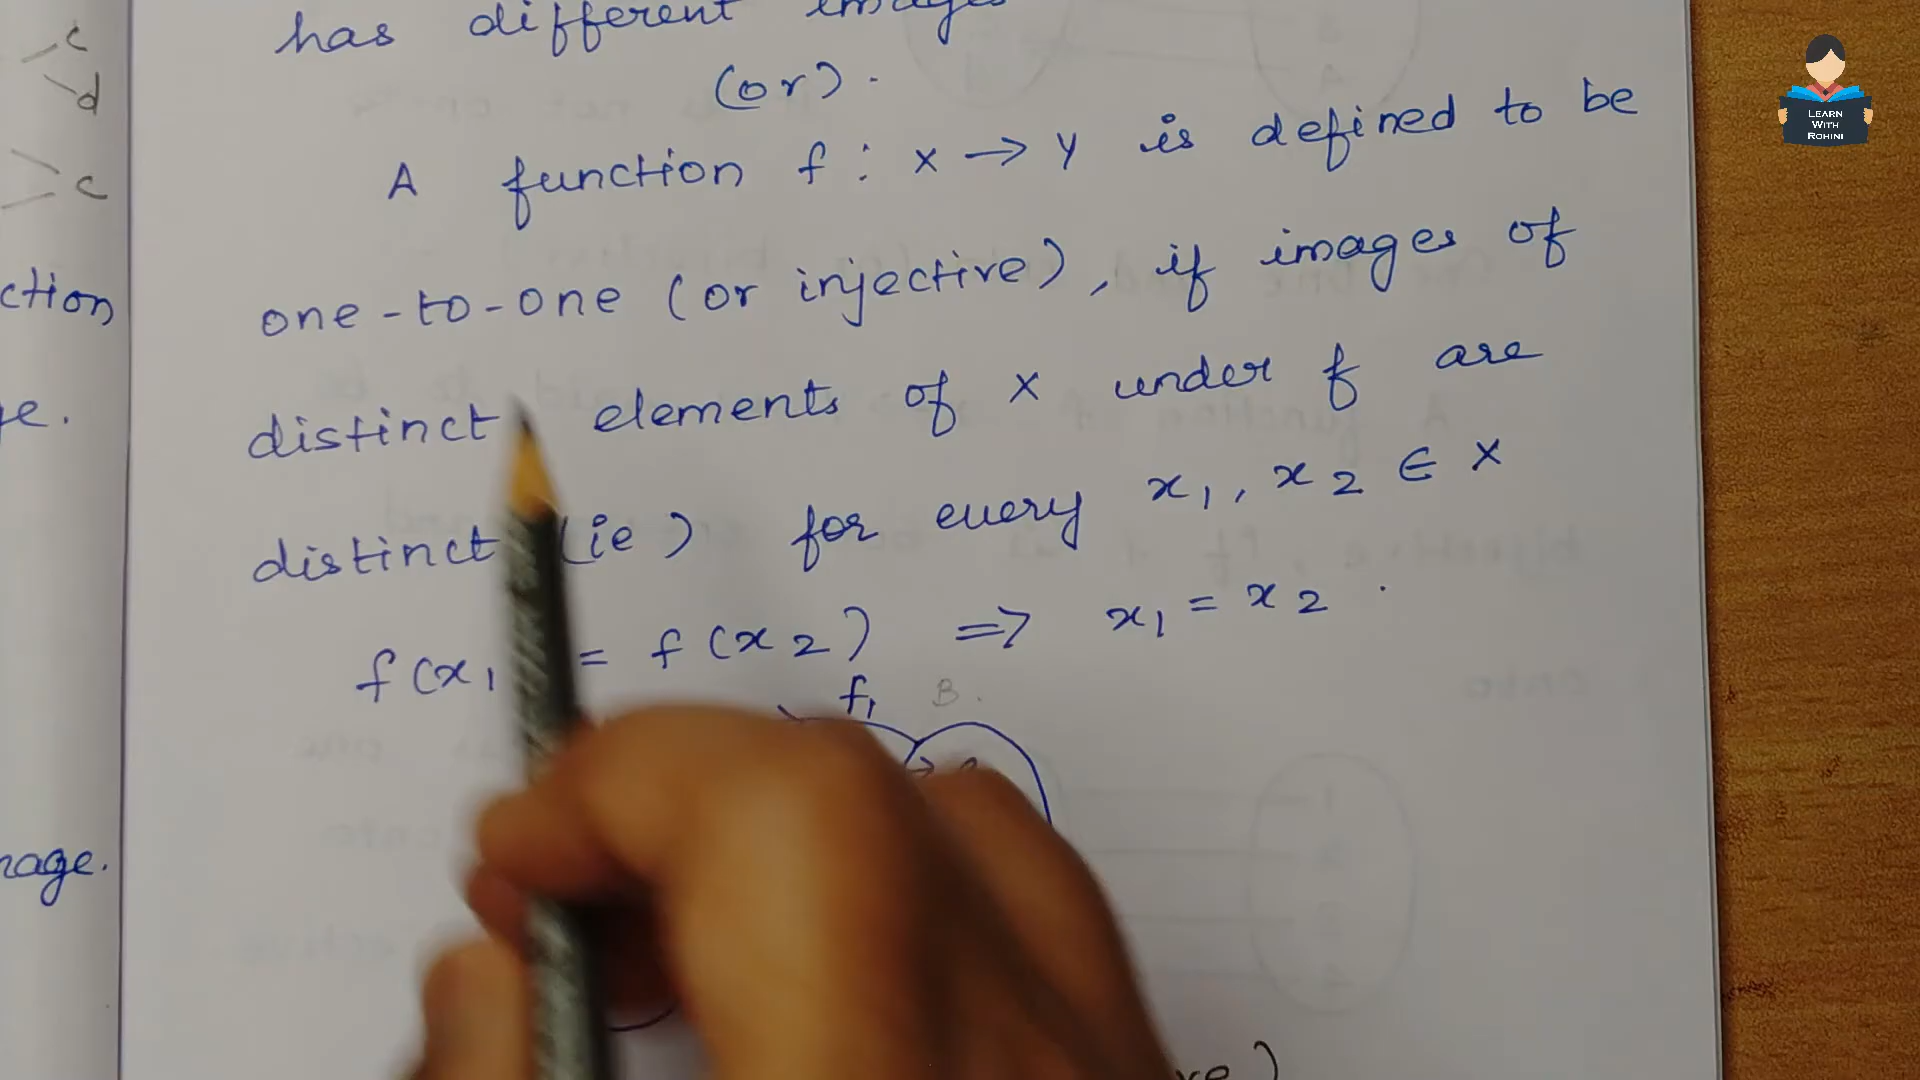 has different images
(or).
A function f : x → y is defined to be
one-to-one (or injective), if images of
distinct elements of x under f are
distinct (ie) for every x1, x2 ∈ x
f(x1 = f(x2) => x1 = x2 .
f1 B.
c
d
c
ction
age.
LEARN
WITH
ROHINI